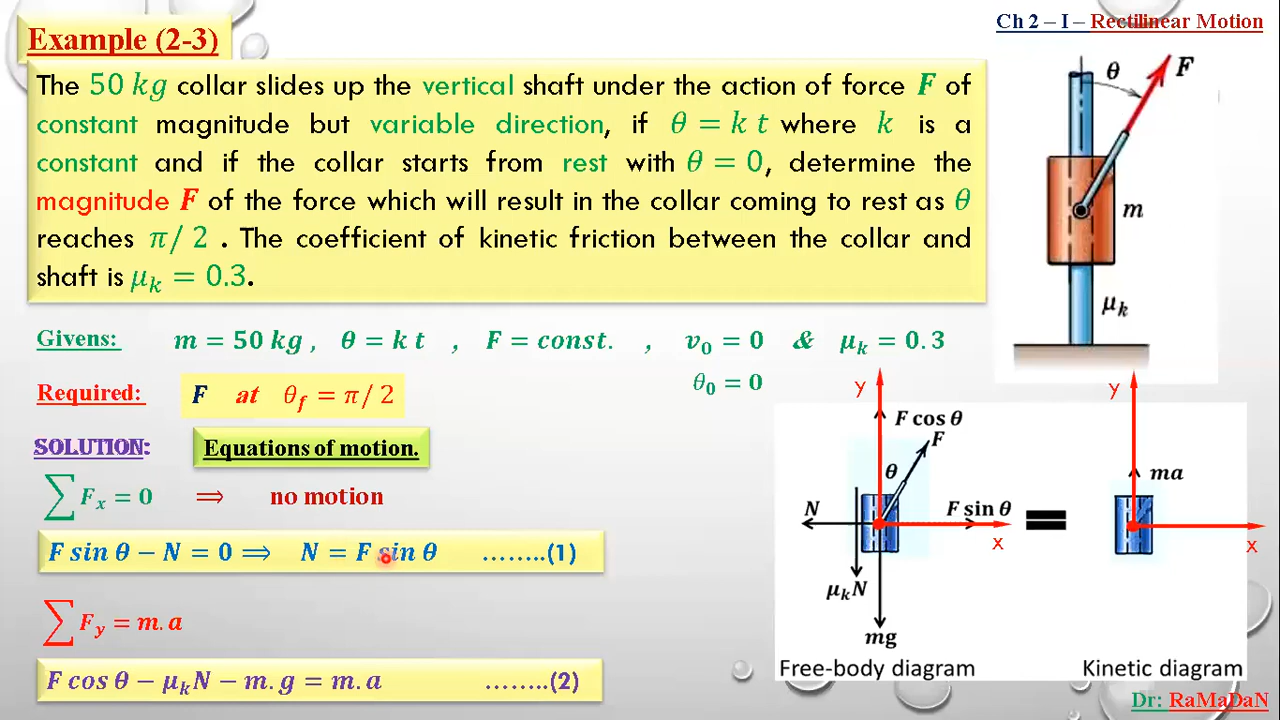 Ch 2 – I – Rectilinear Motion
Example (2-3)
The 50 kg collar slides up the vertical shaft under the action of force F of
constant magnitude but variable direction, if θ = k t where k is a
constant and if the collar starts from rest with θ = 0, determine the
magnitude F of the force which will result in the collar coming to rest as θ
reaches π/ 2 . The coefficient of kinetic friction between the collar and
shaft is μk = 0.3.
θ F
m
μk
Givens: m = 50 kg , θ = k t , F = const. , v0 = 0 & μk = 0.3
θ0 = 0
Required: F at θf = π/ 2
SOLUTION: Equations of motion.
∑ Fx = 0 ⟹ no motion
F sin θ − N = 0 ⟹ N = F sin θ ........(1)
∑ Fy = m. a
F cos θ − μkN − m. g = m. a ........(2)
y
F cos θ
F
θ
N
F sin θ
x
μkN
mg
Free-body diagram
=
y
ma
x
Kinetic diagram
Dr: RaMaDaN